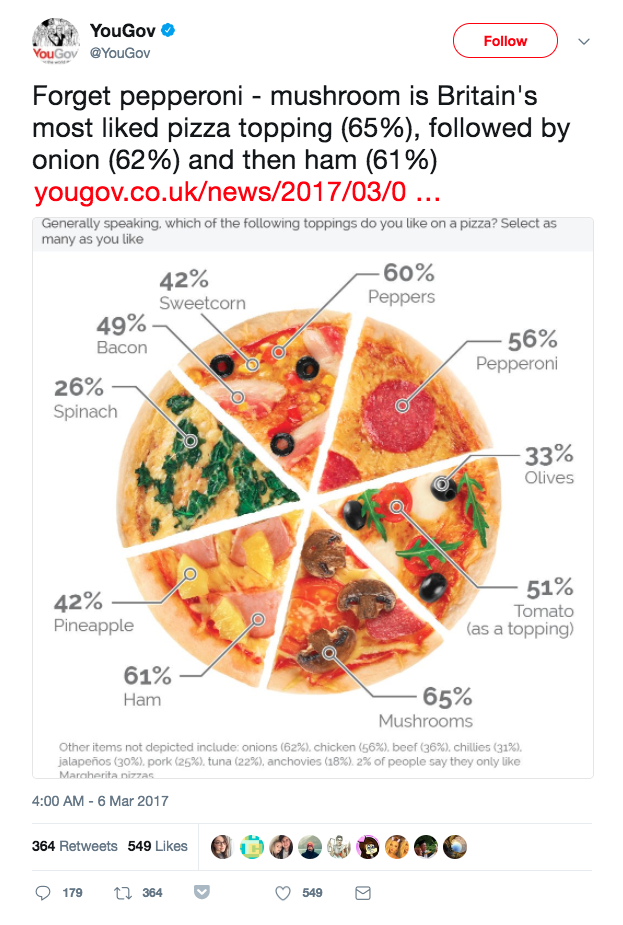 YouGov
@YouGov
Follow
Forget pepperoni - mushroom is Britain's
most liked pizza topping (65%), followed by
onion (62%) and then ham (61%)
yougov.co.uk/news/2017/03/0 ...
Generally speaking, which of the following toppings do you like on a pizza? Select as
many as you like
42%
Sweetcorn
60%
Peppers
49%
Bacon
56%
Pepperoni
26%
Spinach
33%
Olives
42%
Pineapple
51%
Tomato
(as a topping)
61%
Ham
65%
Mushrooms
Other items not depicted include: onions (62%), chicken (56%), beef (36%), chillies (31%),
jalapeños (30%), pork (25%), tuna (22%), anchovies (18%). 2% of people say they only like
Margherita pizzas
4:00 AM - 6 Mar 2017
364 Retweets 549 Likes
179 364 549